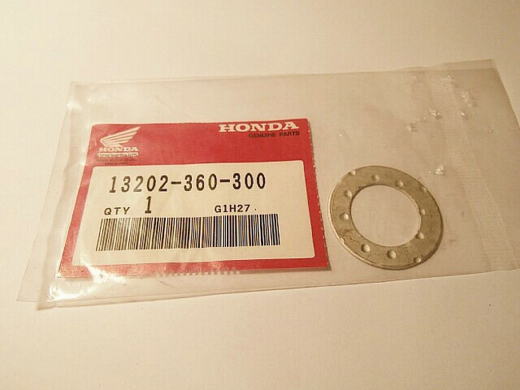 HONDA
GENUINE PARTS
HONDA
13202-360-300
QTY 1 G1H27.